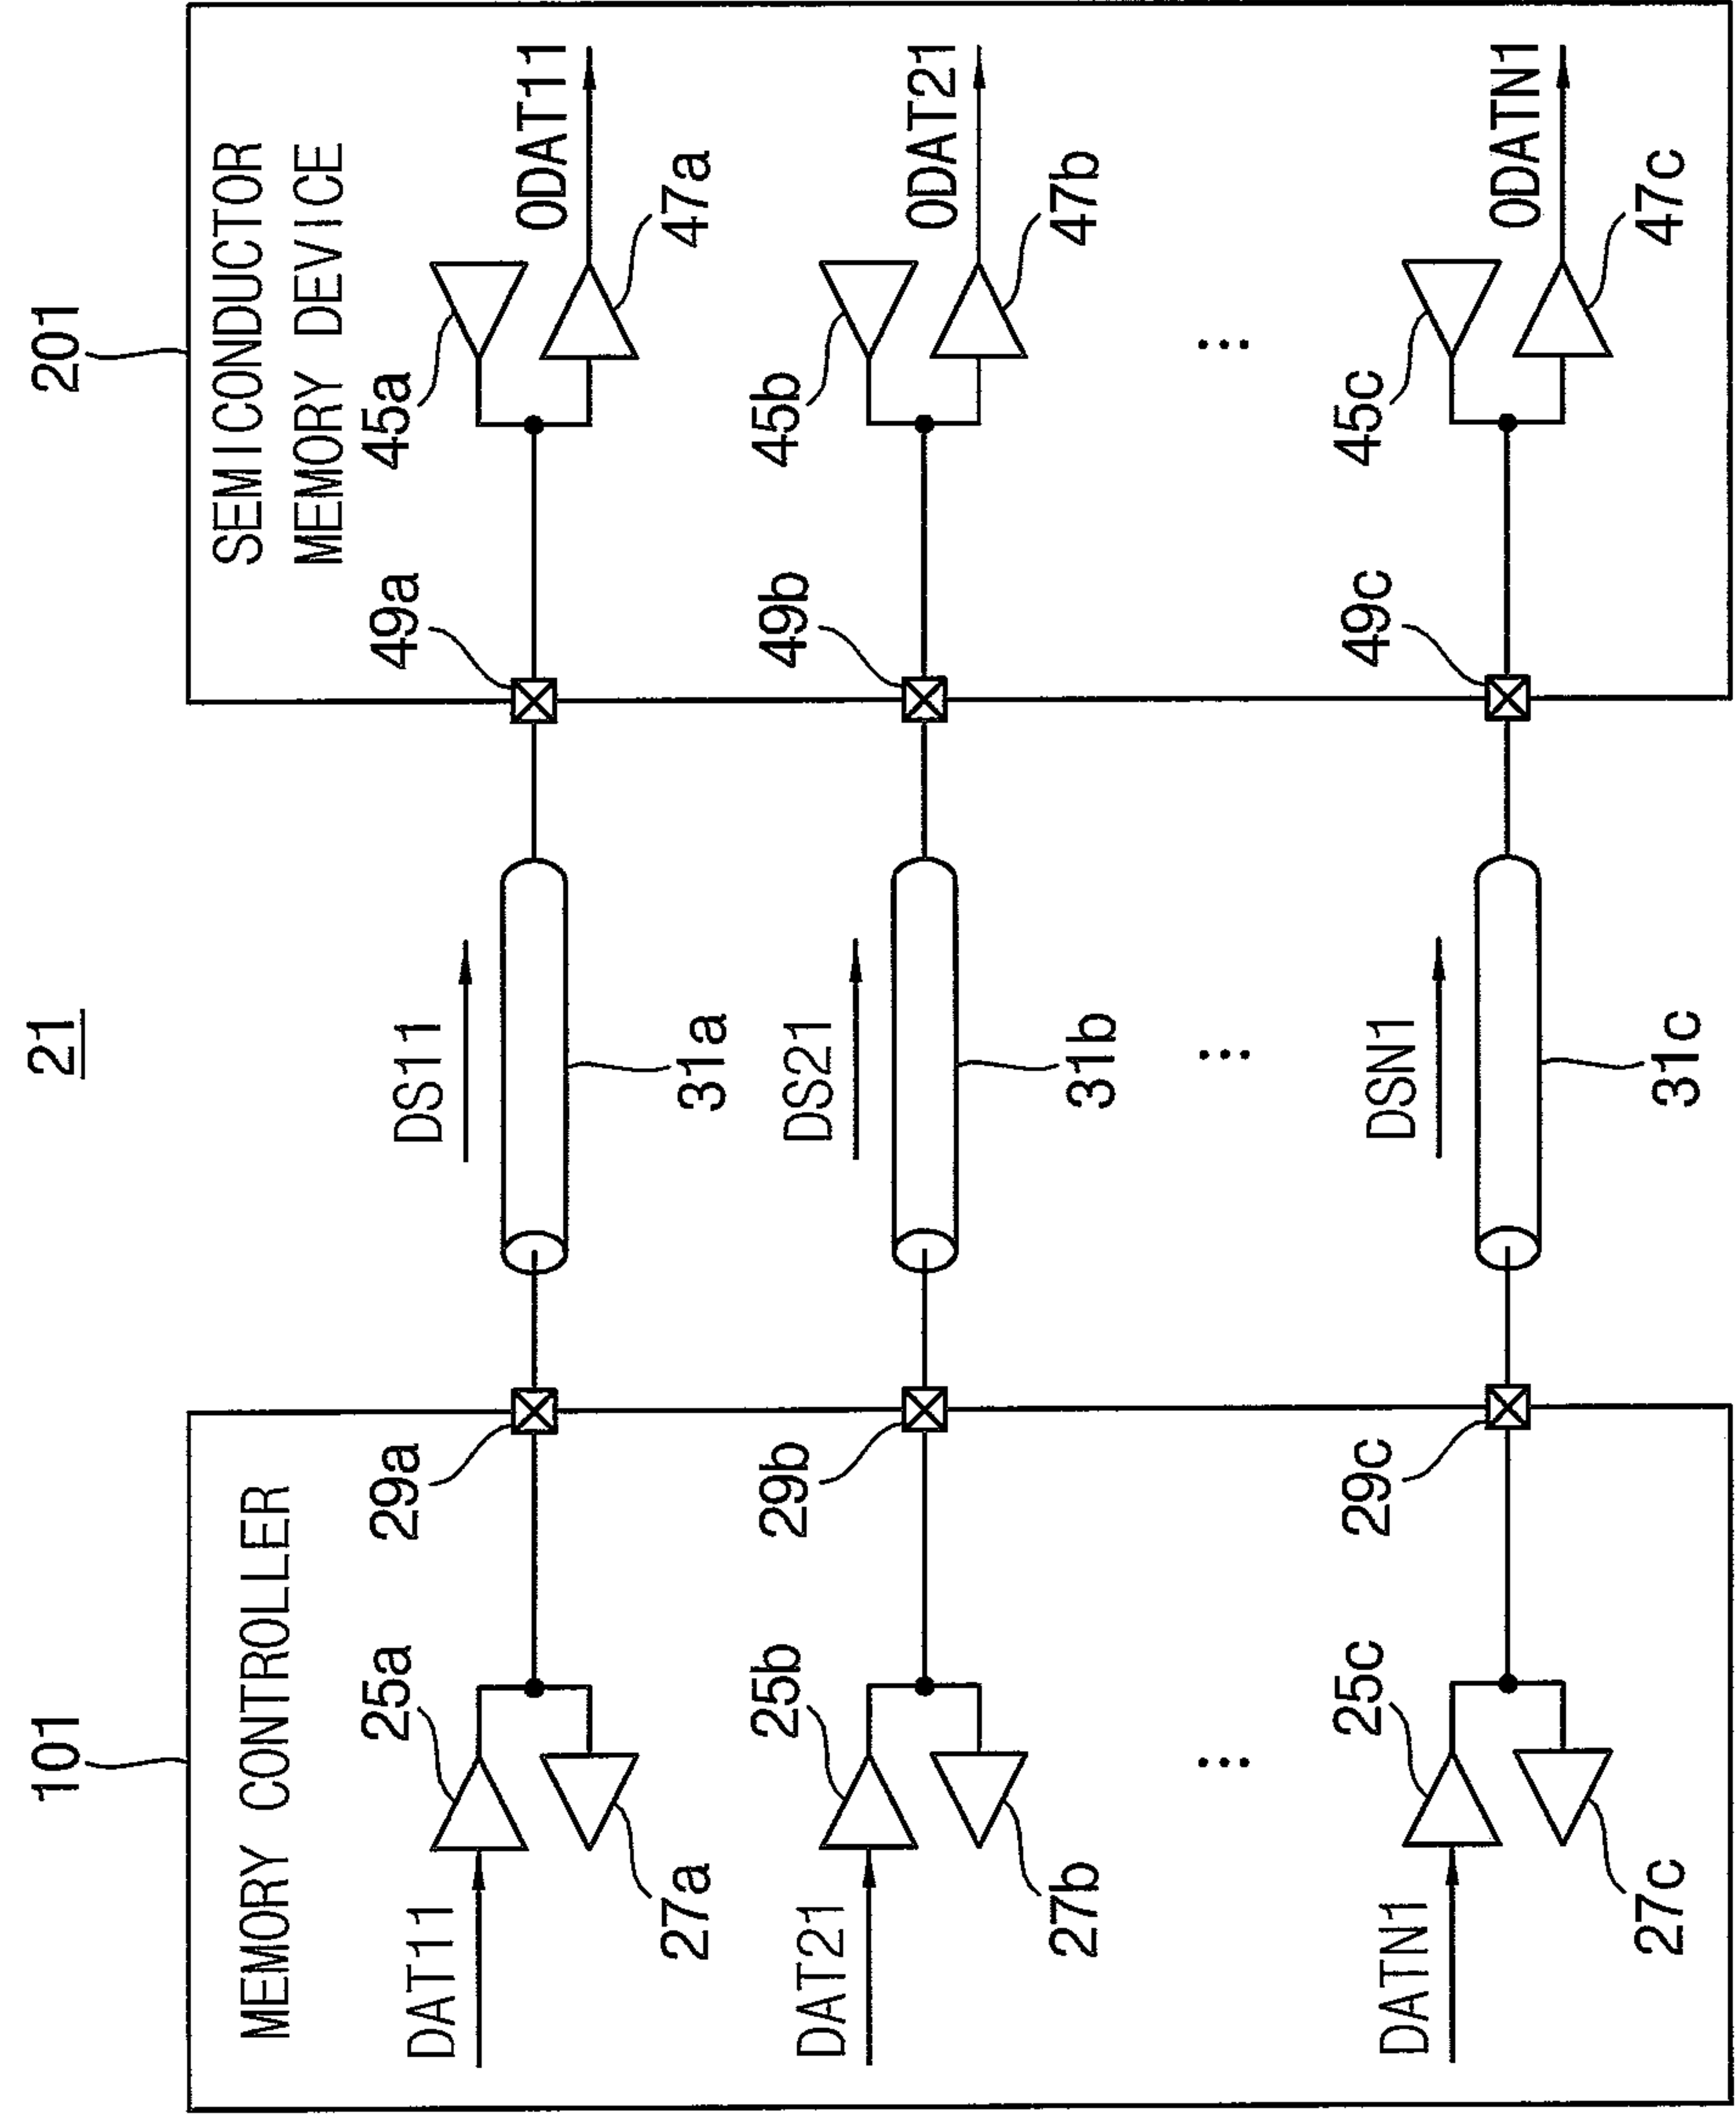 21
101
201
MEMORY CONTROLLER
SEMICONDUCTOR
MEMORY DEVICE
DAT11
25a
29a
DS11
49a
45a
ODAT11
27a
31a
47a
DAT21
25b
29b
DS21
49b
45b
ODAT21
27b
31b
47b
DATN1
25c
29c
DSN1
49c
45c
ODATN1
27c
31c
47c